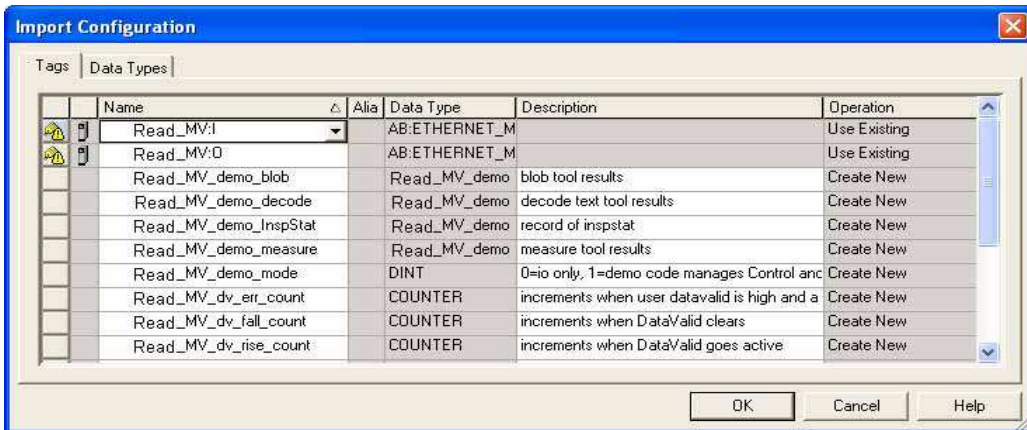 Import Configuration
Tags Data Types
Name Alia Data Type Description Operation
Read_MV:I AB:ETHERNET_M Use Existing
Read_MV:O AB:ETHERNET_M Use Existing
Read_MV_demo_blob Read_MV_demo blob tool results Create New
Read_MV_demo_decode Read_MV_demo decode text tool results Create New
Read_MV_demo_InspStat Read_MV_demo record of inspstat Create New
Read_MV_demo_measure Read_MV_demo measure tool results Create New
Read_MV_demo_mode DINT 0=io only, 1=demo code manages Control and Create New
Read_MV_dv_err_count COUNTER increments when user datavalid is high and a Create New
Read_MV_dv_fall_count COUNTER increments when DataValid clears Create New
Read_MV_dv_rise_count COUNTER increments when DataValid goes active Create New
OK Cancel Help